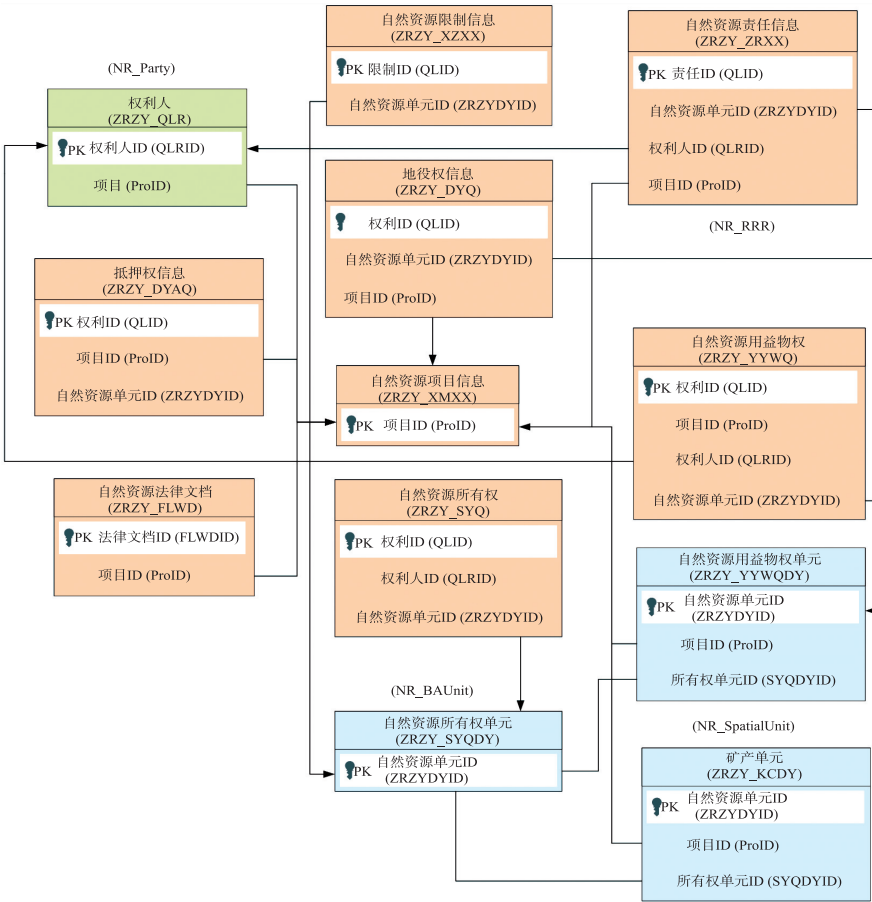 自然资源限制信息
(ZRZY_XZXX)
PK 限制ID (QLID)
自然资源单元ID (ZRZYDYID)
自然资源责任信息
(ZRZY_ZRXX)
PK 责任ID (QLID)
自然资源单元ID (ZRZYDYID)
权利人ID (QLRID)
项目ID (ProID)
(NR_Party)
权利人
(ZRZY_QLR)
PK 权利人ID (QLRID)
项目 (ProID)
地役权信息
(ZRZY_DYQ)
权利ID (QLID)
自然资源单元ID (ZRZYDYID)
项目ID (ProID)
(NR_RRR)
抵押权信息
(ZRZY_DYAQ)
PK 权利ID (QLID)
项目ID (ProID)
自然资源单元ID (ZRZYDYID)
自然资源项目信息
(ZRZY_XMXX)
PK 项目ID (ProID)
自然资源用益物权
(ZRZY_YYWQ)
PK 权利ID (QLID)
项目ID (ProID)
权利人ID (QLRID)
自然资源单元ID (ZRZYDYID)
自然资源法律文档
(ZRZY_FLWD)
PK 法律文档ID (FLWDID)
项目ID (ProID)
自然资源所有权
(ZRZY_SYQ)
PK 权利ID (QLID)
权利人ID (QLRID)
自然资源单元ID (ZRZYDYID)
自然资源用益物权单元
(ZRZY_YYWQDY)
PK 自然资源单元ID
(ZRZYDYID)
项目ID (ProID)
所有权单元ID (SYQDYID)
(NR_BAUnit)
自然资源所有权单元
(ZRZY_SYQDY)
PK 自然资源单元ID
(ZRZYDYID)
(NR_SpatialUnit)
矿产单元
(ZRZY_KCDY)
PK 自然资源单元ID
(ZRZYDYID)
项目ID (ProID)
所有权单元ID (SYQDYID)